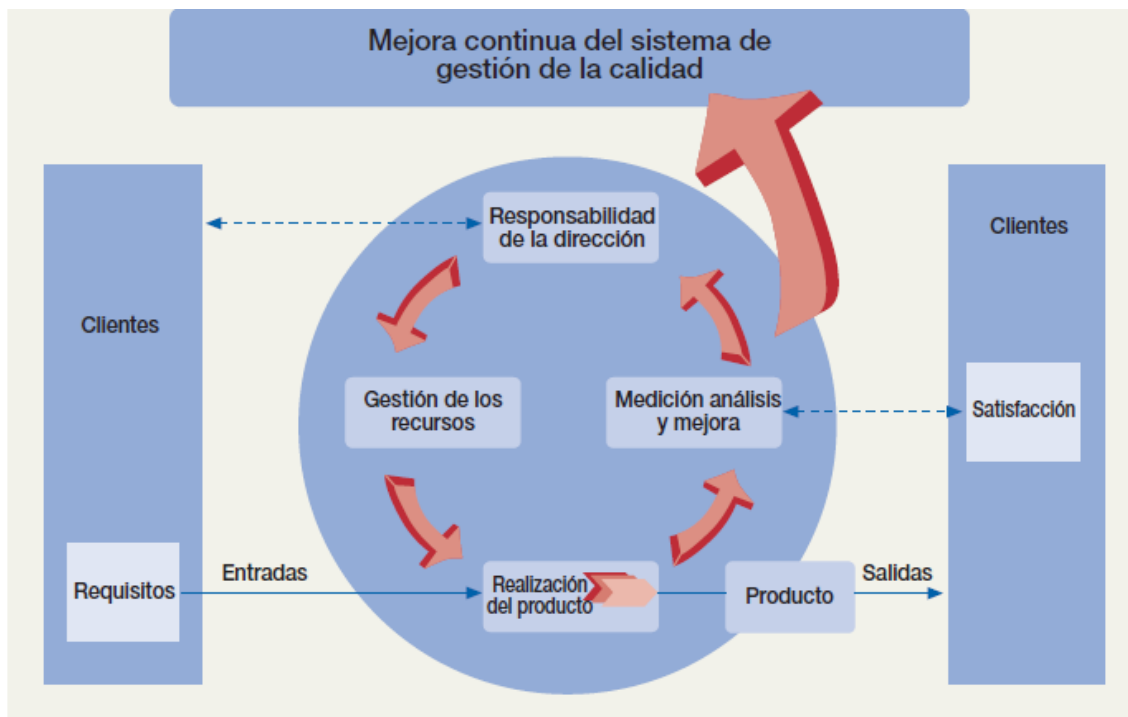 Mejora continua del sistema de
gestión de la calidad
Responsabilidad
de la dirección
Clientes
Clientes
Gestión de los
recursos
Medición análisis
y mejora
Satisfacción
Requisitos
Entradas
Realización
del producto
Producto
Salidas